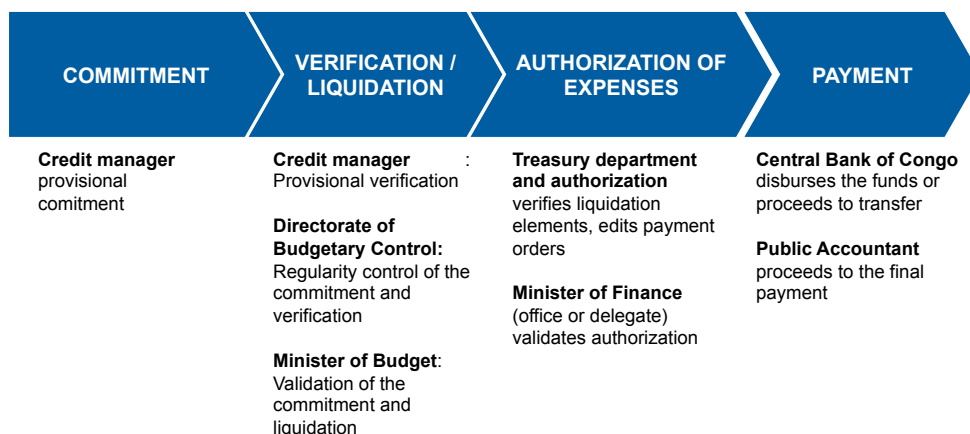 COMMITMENT
VERIFICATION /
LIQUIDATION
AUTHORIZATION OF
EXPENSES
PAYMENT
Credit manager
provisional
comitment
Credit manager :
Provisional verification
Directorate of
Budgetary Control:
Regularity control of the
commitment and
verification
Minister of Budget:
Validation of the
commitment and
liquidation
Treasury department
and authorization
verifies liquidation
elements, edits payment
orders
Minister of Finance
(office or delegate)
validates authorization
Central Bank of Congo
disburses the funds or
proceeds to transfer
Public Accountant
proceeds to the final
payment